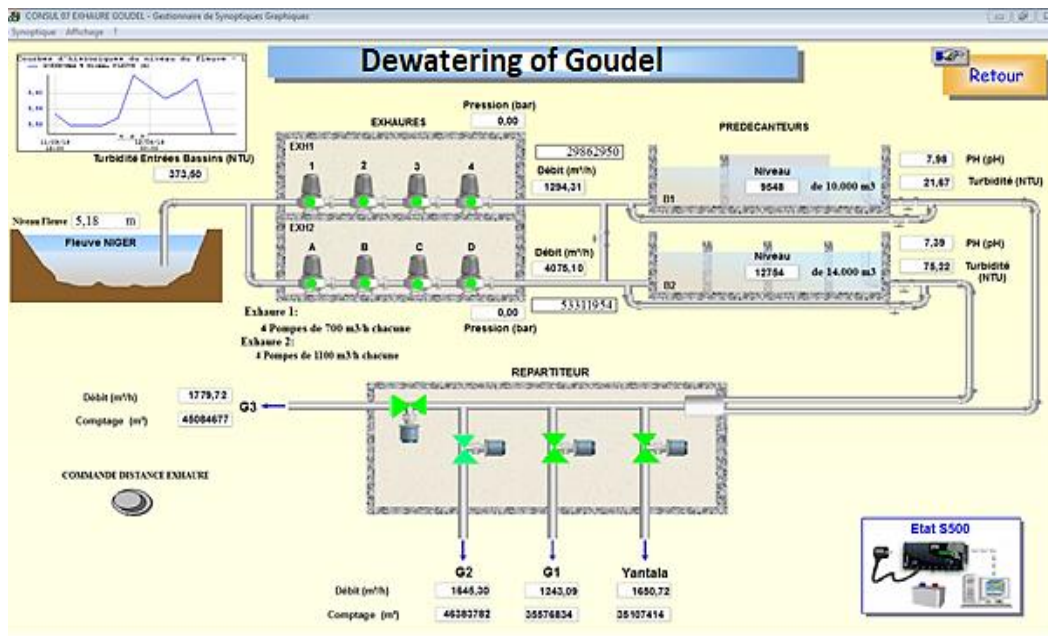 CONSUL 07 EXHAURE GOUDEL - Gestionnaire de Synoptiques Graphiques
Synoptique Affichage ?
Courbes d'historiques du niveau du fleuve
Dewatering of Goudel
Retour
Turbidité Entrées Bassins (NTU)
373,50
Pression (bar)
0,00
EXHAURES
EXH1
1 2 3 4
29862950
Débit (m³/h)
1294,31
PREDECANTEURS
Niveau
9548 de 10.000 m3
B1
7,98 PH (pH)
21,67 Turbidité (NTU)
Niveau Fleuve 5,18 m
Fleuve NIGER
EXH2
A B C D
Débit (m³/h)
4075,10
53311954
Niveau
12754 de 14.000 m3
B2
7,39 PH (pH)
75,22 Turbidité
(NTU)
0,00
Pression (bar)
Exhaure 1:
4 Pompes de 700 m3/h chacune
Exhaure 2:
4 Pompes de 1100 m3/h chacune
REPARTITEUR
Débit (m³/h) 1779,72
Comptage (m³) 45084677
G3
COMMANDE DISTANCE EXHAURE
Etat S500
G2 G1 Yantala
Débit (m³/h) 1645,30 1243,09 1650,72
Comptage (m³) 46383782 35576834 35107414